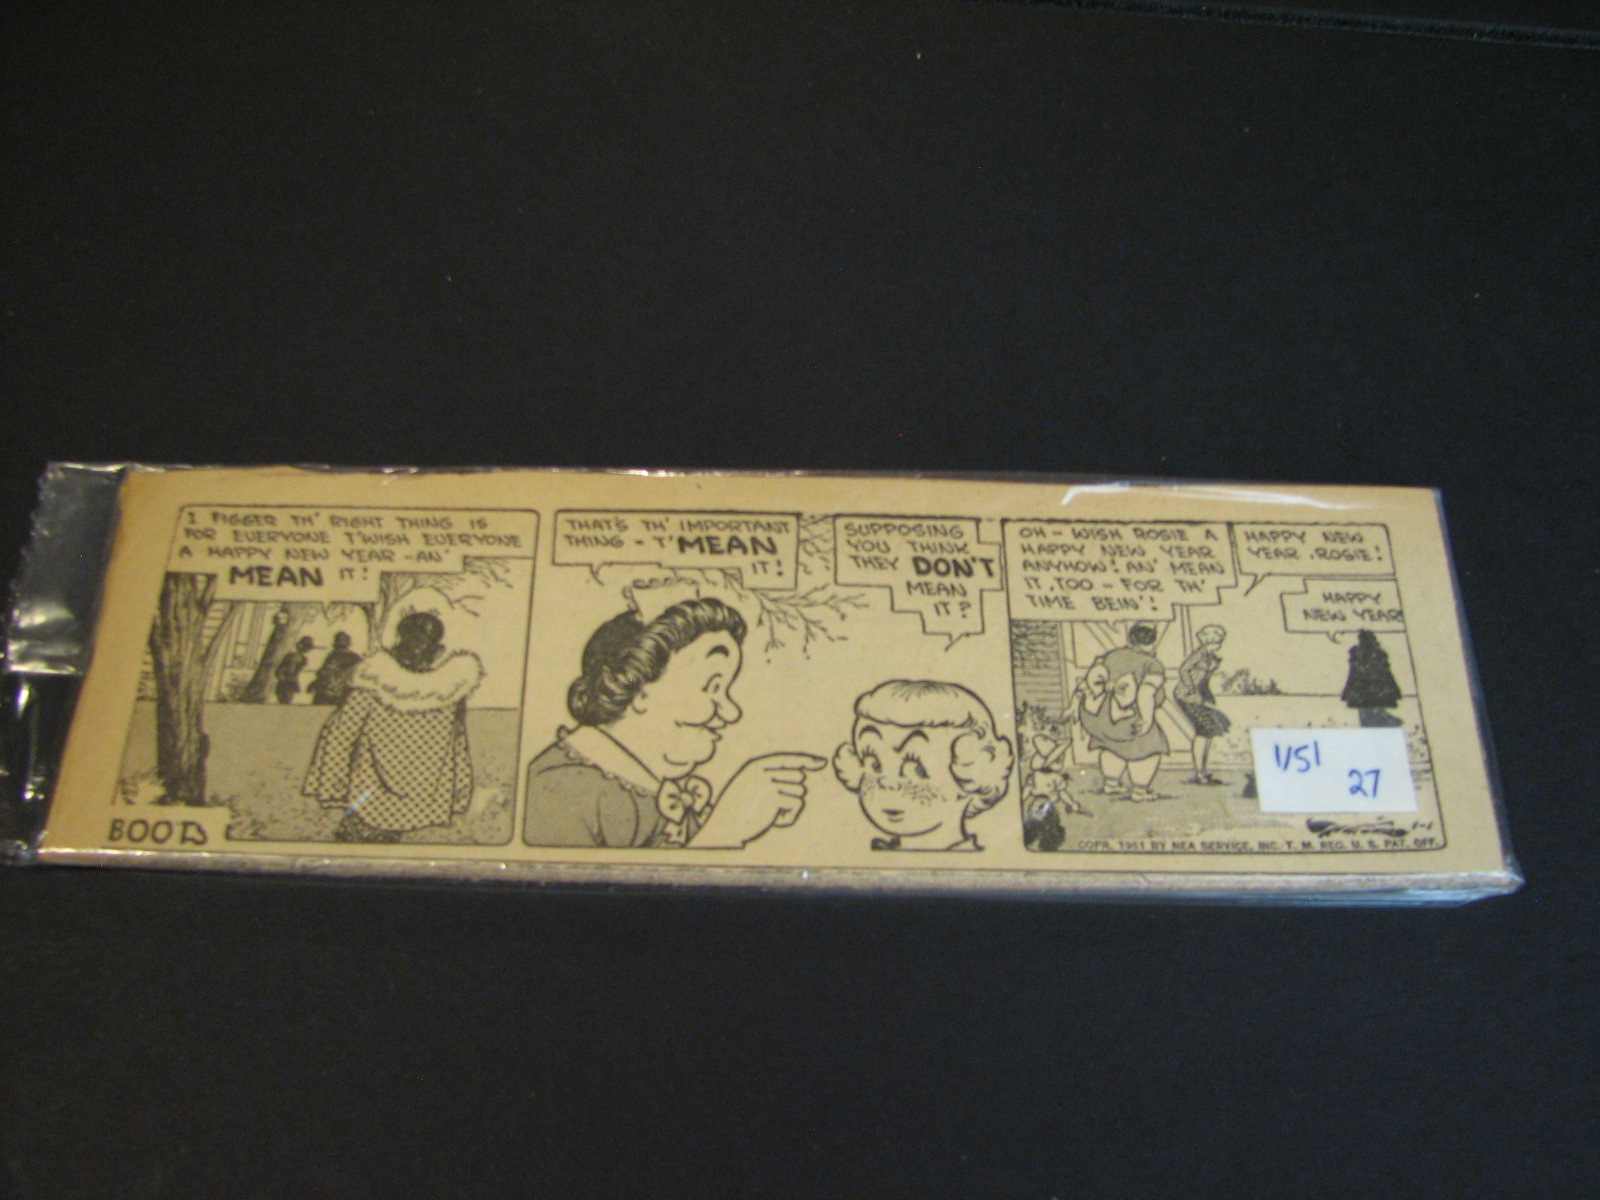 I FIGGER TH' RIGHT THING IS
FOR EVERYONE T'WISH EVERYONE
A HAPPY NEW YEAR - AN'
MEAN IT!
BOOTS
THAT'S TH' IMPORTANT
THING - T' MEAN
IT!
SUPPOSING
YOU THINK
THEY DON'T
MEAN
IT?
OH - WISH ROSIE A
HAPPY NEW YEAR
ANYHOW! AN' MEAN
IT, TOO - FOR TH'
TIME BEIN'!
HAPPY NEW
YEAR, ROSIE!
HAPPY
NEW YEAR
1/51
27
1-1
COPR. 1951 BY NEA SERVICE, INC. T. M. REG. U. S. PAT. OFF.